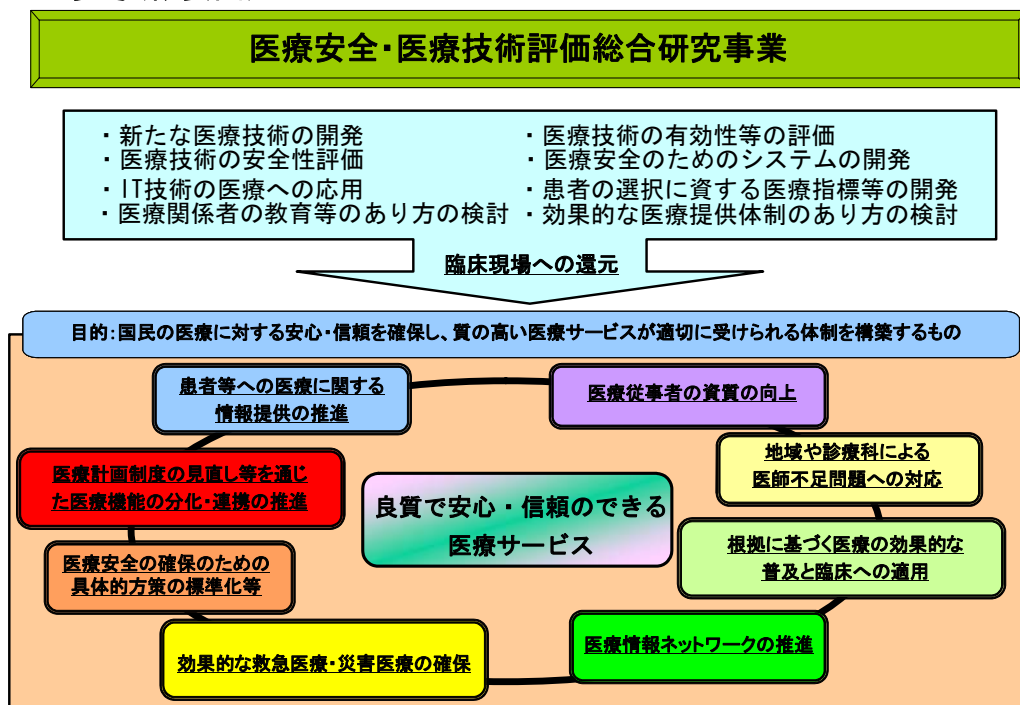 医療安全・医療技術評価総合研究事業
・新たな医療技術の開発
・医療技術の安全性評価
・IT技術の医療への応用
・医療関係者の教育等のあり方の検討
・医療技術の有効性等の評価
・医療安全のためのシステムの開発
・患者の選択に資する医療指標等の開発
・効果的な医療提供体制のあり方の検討
臨床現場への還元
目的:国民の医療に対する安心・信頼を確保し、質の高い医療サービスが適切に受けられる体制を構築するもの
患者等への医療に関する
情報提供の推進
医療従事者の資質の向上
地域や診療科による
医師不足問題への対応
医療計画制度の見直し等を通じ
た医療機能の分化・連携の推進
良質で安心・信頼のできる
医療サービス
根拠に基づく医療の効果的な
普及と臨床への適用
医療安全の確保のための
具体的方策の標準化等
医療情報ネットワークの推進
効果的な救急医療・災害医療の確保